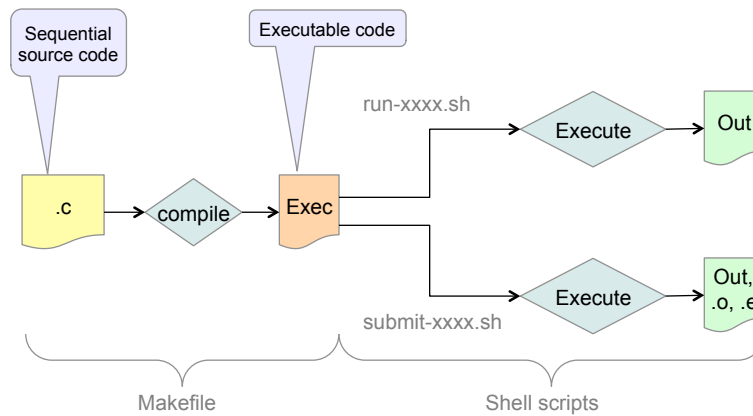 Sequential
source code
Executable code
run-xxxx.sh
Execute
Out
.c
compile
Exec
Execute
Out,
.o, .e
submit-xxxx.sh
Makefile
Shell scripts